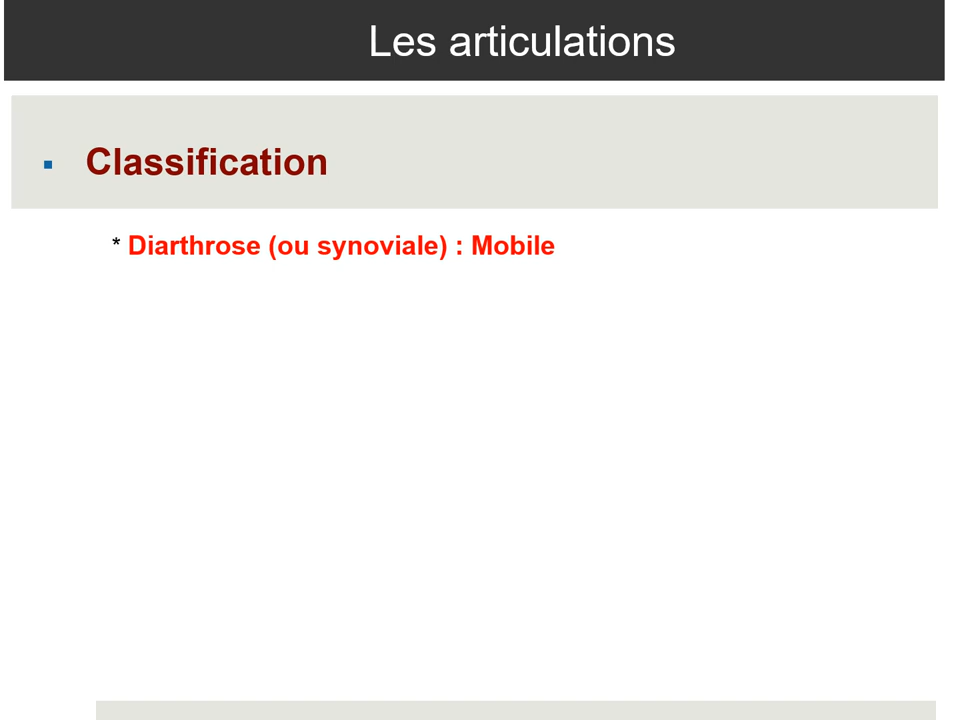 Les articulations
▪ Classification
* Diarthrose (ou synoviale) : Mobile